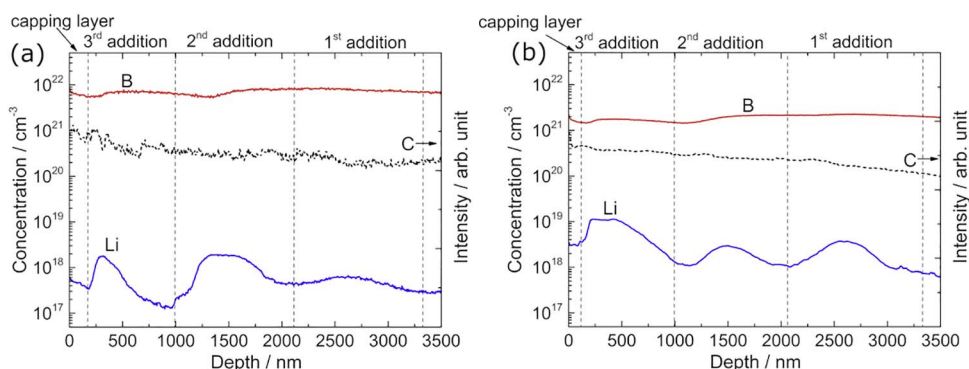 capping layer
(a)
3rd addition
2nd addition
1st addition
Concentration / cm-3
10^22
10^21
10^20
10^19
10^18
10^17
B
C
Li
Intensity / arb. unit
0 500 1000 1500 2000 2500 3000 3500
Depth / nm
capping layer
(b)
3rd addition
2nd addition
1st addition
Concentration / cm-3
10^22
10^21
10^20
10^19
10^18
10^17
B
C
Li
Intensity / arb. unit
0 500 1000 1500 2000 2500 3000 3500
Depth / nm